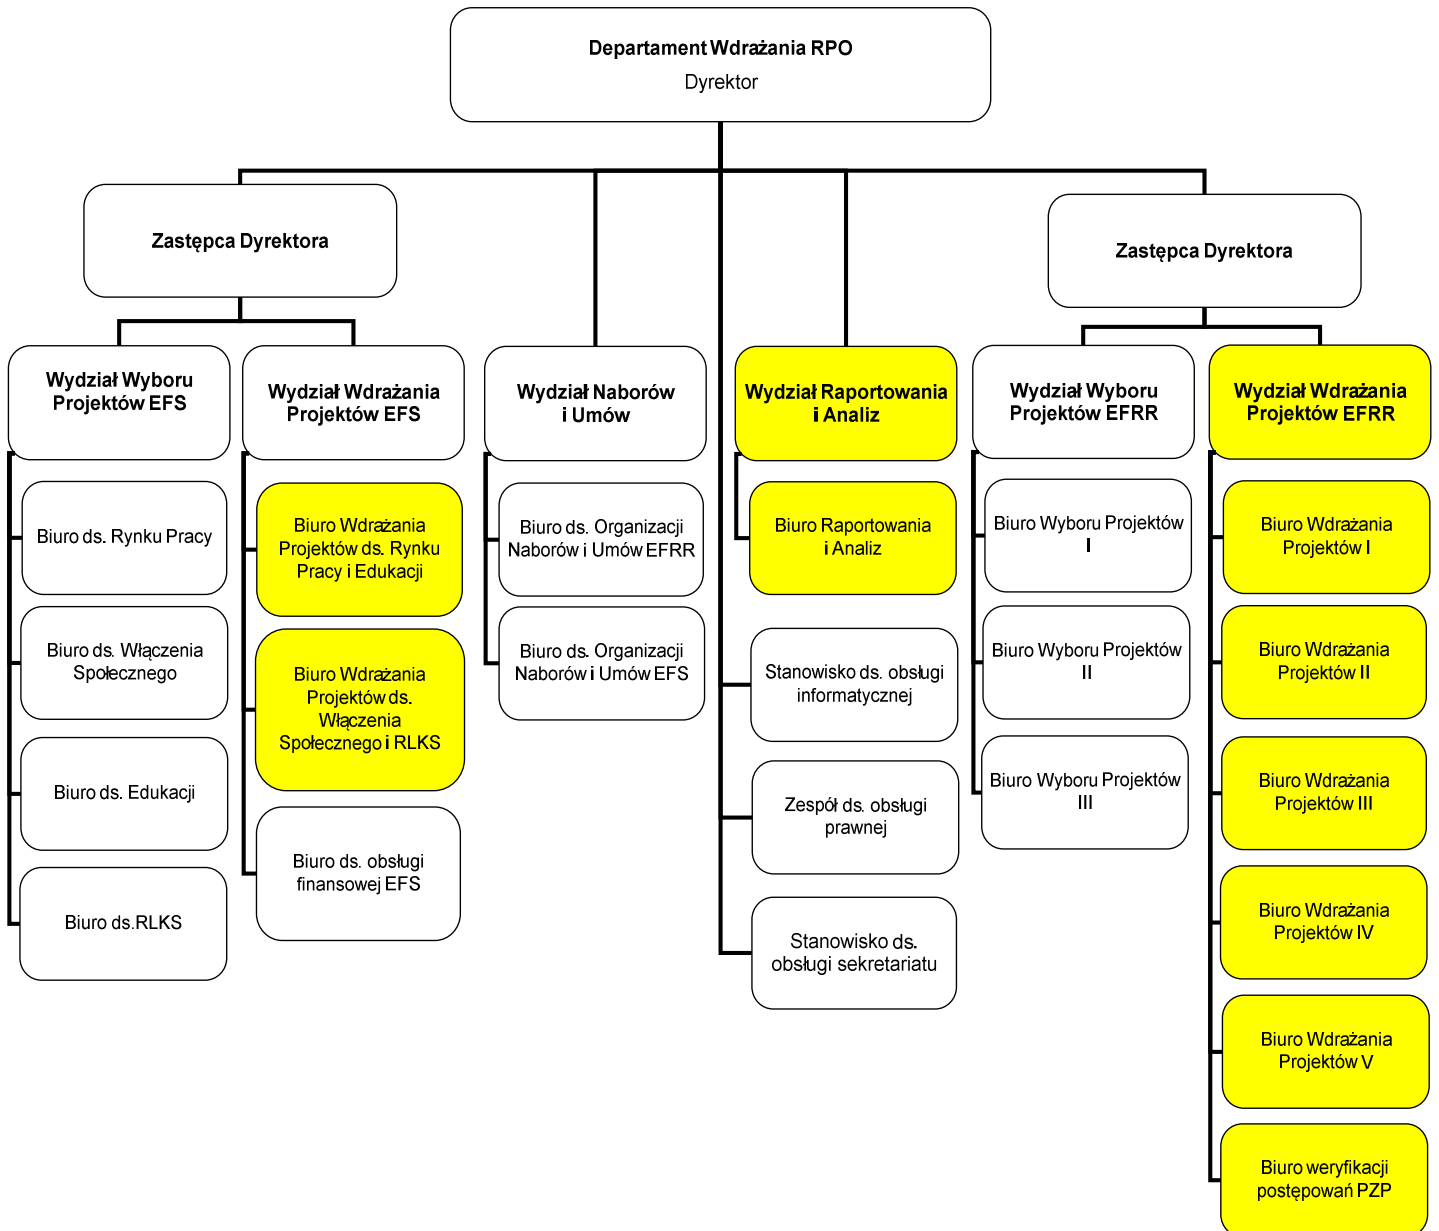 Departament Wdrażania RPO
Dyrektor
Zastępca Dyrektora
Zastępca Dyrektora
Wydział Wyboru
Projektów EFS
Biuro ds. Rynku Pracy
Biuro ds. Włączenia
Społecznego
Biuro ds. Edukacji
Biuro ds.RLKS
Wydział Wdrażania
Projektów EFS
Biuro Wdrażania
Projektów ds. Rynku
Pracy i Edukacji
Biuro Wdrażania
Projektów ds.
Włączenia
Społecznego i RLKS
Biuro ds. obsługi
finansowej EFS
Wydział Naborów
i Umów
Biuro ds. Organizacji
Naborów i Umów EFRR
Biuro ds. Organizacji
Naborów i Umów EFS
Wydział Raportowania
i Analiz
Biuro Raportowania
i Analiz
Stanowisko ds. obsługi
informatycznej
Zespół ds. obsługi
prawnej
Stanowisko ds.
obsługi sekretariatu
Wydział Wyboru
Projektów EFRR
Biuro Wyboru Projektów
I
Biuro Wyboru Projektów
II
Biuro Wyboru Projektów
III
Wydział Wdrażania
Projektów EFRR
Biuro Wdrażania
Projektów I
Biuro Wdrażania
Projektów II
Biuro Wdrażania
Projektów III
Biuro Wdrażania
Projektów IV
Biuro Wdrażania
Projektów V
Biuro weryfikacji
postępowań PZP